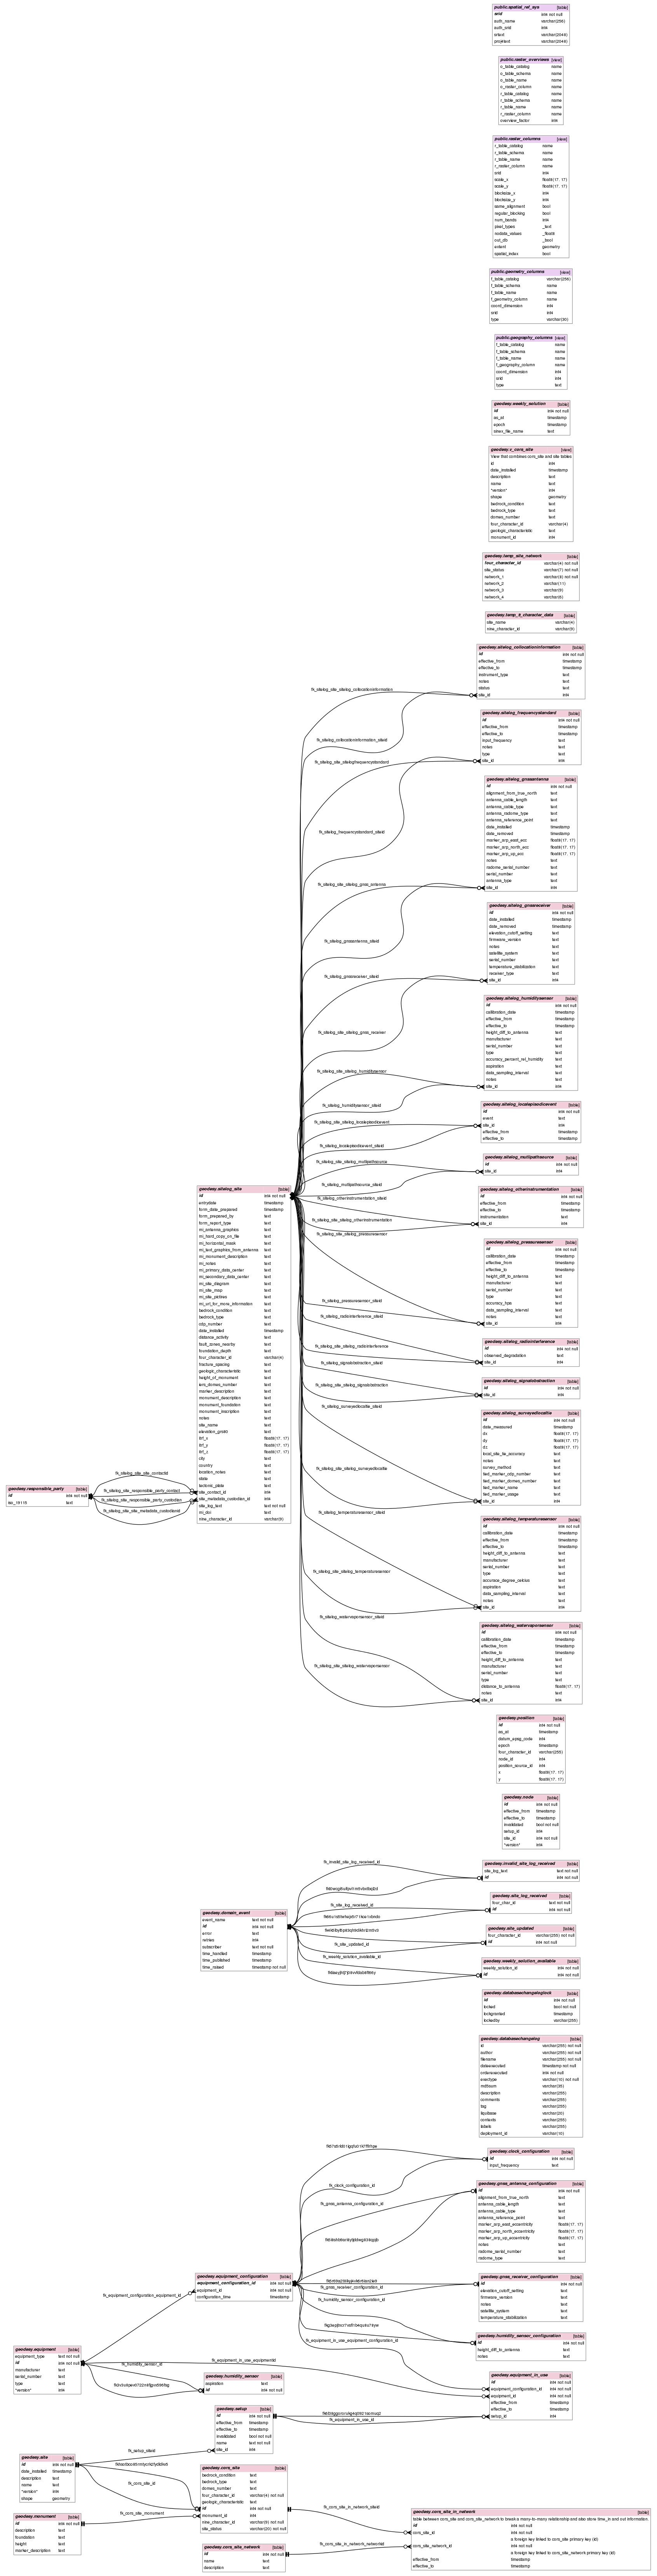 public.spatial_ref_sys [table]
srid int4 not null
auth_name varchar(256)
auth_srid int4
srtext varchar(2048)
proj4text varchar(2048)
public.raster_overviews [view]
o_table_catalog name
o_table_schema name
o_table_name name
o_raster_column name
r_table_catalog name
r_table_schema name
r_table_name name
r_raster_column name
overview_factor int4
public.raster_columns [view]
r_table_catalog name
r_table_schema name
r_table_name name
r_raster_column name
srid int4
scale_x float8(17, 17)
scale_y float8(17, 17)
blocksize_x int4
blocksize_y int4
same_alignment bool
regular_blocking bool
num_bands int4
pixel_types _text
nodata_values _float8
out_db _bool
extent geometry
spatial_index bool
public.geometry_columns [view]
f_table_catalog varchar(256)
f_table_schema name
f_table_name name
f_geometry_column name
coord_dimension int4
srid int4
type varchar(30)
public.geography_columns [view]
f_table_catalog name
f_table_schema name
f_table_name name
f_geography_column name
coord_dimension int4
srid int4
type text
geodesy.weekly_solution [table]
id int4 not null
as_at timestamp
epoch timestamp
sinex_file_name text
geodesy.v_cors_site [view]
View that combines cors_site and site tables
id int4
date_installed timestamp
description text
name text
"version" int4
shape geometry
bedrock_condition text
bedrock_type text
domes_number text
four_character_id varchar(4)
geologic_characteristic text
monument_id int4
geodesy.temp_site_network [table]
four_character_id varchar(4) not null
site_status varchar(7) not null
network_1 varchar(8) not null
network_2 varchar(11)
network_3 varchar(9)
network_4 varchar(6)
site_name varchar(4)
nine_character_id varchar(9)
geodesy.sitelog_collocationinformation [table]
id int4 not null
effective_from timestamp
effective_to timestamp
instrument_type text
notes text
status text
site_id int4
fk_sitelog_site_sitelog_collocationinformation
fk_sitelog_collocationinformation_siteid
geodesy.sitelog_frequencystandard [table]
id int4 not null
effective_from timestamp
effective_to timestamp
input_frequency text
notes text
type text
site_id int4
fk_sitelog_site_sitelogfrequencystandard
fk_sitelog_frequencystandard_siteid
geodesy.sitelog_gnssantenna [table]
id int4 not null
alignment_from_true_north text
antenna_cable_length text
antenna_cable_type text
antenna_radome_type text
antenna_reference_point text
date_installed timestamp
date_removed timestamp
marker_arp_east_ecc float8(17, 17)
marker_arp_north_ecc float8(17, 17)
marker_arp_up_ecc float8(17, 17)
notes text
radome_serial_number text
serial_number text
antenna_type text
site_id int4
fk_sitelog_site_sitelog_gnss_antenna
fk_sitelog_gnssantenna_siteid
geodesy.sitelog_gnssreceiver [table]
id int4 not null
date_installed timestamp
date_removed timestamp
elevation_cutoff_setting text
firmware_version text
notes text
satellite_system text
serial_number text
temperature_stabilization text
receiver_type text
site_id int4
fk_sitelog_gnssreceiver_siteid
fk_sitelog_site_sitelog_gnss_receiver
geodesy.sitelog_humiditysensor [table]
id int4 not null
calibration_date timestamp
effective_from timestamp
effective_to timestamp
height_diff_to_antenna text
manufacturer text
serial_number text
type text
accuracy_percent_rel_humidity text
aspiration text
data_sampling_interval text
notes text
site_id int4
fk_sitelog_site_sitelog_humiditysensor
fk_sitelog_humiditysensor_siteid
geodesy.sitelog_localepisodicevent [table]
id int4 not null
event text
site_id int4
effective_from timestamp
effective_to timestamp
fk_sitelog_site_sitelog_localepisodicevent
fk_sitelog_localepisodicevent_siteid
geodesy.sitelog_multipathsource [table]
id int4 not null
site_id int4
fk_sitelog_site_sitelog_multipathsource
fk_sitelog_multipathsource_siteid
geodesy.sitelog_otherinstrumentation [table]
id int4 not null
effective_from timestamp
effective_to timestamp
instrumentation text
site_id int4
fk_sitelog_otherinstrumentation_siteid
fk_sitelog_site_sitelog_otherinstrumentation
fk_sitelog_site_sitelog_pressuresensor
geodesy.sitelog_pressuresensor [table]
id int4 not null
calibration_date timestamp
effective_from timestamp
effective_to timestamp
height_diff_to_antenna text
manufacturer text
serial_number text
type text
accuracy_hpa text
data_sampling_interval text
notes text
site_id int4
fk_sitelog_pressuresensor_siteid
fk_sitelog_radiointerference_siteid
geodesy.sitelog_radiointerference [table]
id int4 not null
observed_degradation text
site_id int4
fk_sitelog_site_sitelog_radiointerference
fk_sitelog_signalobstraction_siteid
geodesy.sitelog_signalobstraction [table]
id int4 not null
site_id int4
fk_sitelog_site_sitelog_signalobstraction
fk_sitelog_surveyedlocaltie_siteid
geodesy.sitelog_surveyedlocaltie [table]
id int4 not null
date_measured timestamp
dx float8(17, 17)
dy float8(17, 17)
dz float8(17, 17)
local_site_tie_accuracy text
notes text
survey_method text
tied_marker_cdp_number text
tied_marker_domes_number text
tied_marker_name text
tied_marker_usage text
site_id int4
fk_sitelog_site_sitelog_surveyedlocaltie
fk_sitelog_temperaturesensor_siteid
geodesy.sitelog_temperaturesensor [table]
id int4 not null
calibration_date timestamp
effective_from timestamp
effective_to timestamp
height_diff_to_antenna text
manufacturer text
serial_number text
type text
accurace_degree_celcius text
aspiration text
data_sampling_interval text
notes text
site_id int4
fk_sitelog_site_sitelog_temperaturesensor
fk_sitelog_watervaporsensor_siteid
geodesy.sitelog_watervaporsensor [table]
id int4 not null
calibration_date timestamp
effective_from timestamp
effective_to timestamp
height_diff_to_antenna text
manufacturer text
serial_number text
type text
distance_to_antenna float8(17, 17)
notes text
site_id int4
fk_sitelog_site_sitelog_watervaporsensor
geodesy.sitelog_site [table]
id int4 not null
entrydate timestamp
form_date_prepared timestamp
form_prepared_by text
form_report_type text
mi_antenna_graphics text
mi_hard_copy_on_file text
mi_horizontal_mask text
mi_text_graphics_from_antenna text
mi_monument_description text
mi_notes text
mi_primary_data_center text
mi_secondary_data_center text
mi_site_diagram text
mi_site_map text
mi_site_pictires text
mi_url_for_more_information text
bedrock_condition text
bedrock_type text
cdp_number text
date_installed timestamp
distance_activity text
fault_zones_nearby text
foundation_depth text
four_character_id varchar(4)
fracture_spacing text
geologic_characteristic text
height_of_monument text
iers_domes_number text
marker_description text
monument_description text
monument_foundation text
monument_inscription text
notes text
site_name text
elevation_grs80 text
itrf_x float8(17, 17)
itrf_y float8(17, 17)
itrf_z float8(17, 17)
city text
country text
location_notes text
state text
tectonic_plate text
site_contact_id int4
site_metadata_custodian_id int4
site_log_text text not null
mi_doi text
nine_character_id varchar(9)
geodesy.responsible_party [table]
id int4 not null
iso_19115 text
fk_sitelog_site_site_contactid
fk_sitelog_site_responsible_party_contact
fk_sitelog_site_responsible_party_custodian
fk_sitelog_site_site_metadata_custodianid
geodesy.position [table]
id int4 not null
as_at timestamp
datum_epsg_code int4
epoch timestamp
four_character_id varchar(255)
node_id int4
position_source_id int4
x float8(17, 17)
y float8(17, 17)
geodesy.node [table]
id int4 not null
effective_from timestamp
effective_to timestamp
invalidated bool not null
setup_id int4
site_id int4 not null
"version" int4
geodesy.invalid_site_log_received [table]
site_log_text text not null
id int4 not null
fk_invalid_site_log_received_id
geodesy.domain_event [table]
event_name text not null
id int4 not null
error text
retries int4
subscriber text not null
time_handled timestamp
time_published timestamp
time_raised timestamp not null
geodesy.site_log_received [table]
four_char_id text
id int4 not null
fk_site_log_received_id
geodesy.site_updated [table]
four_character_id varchar(255) not null
id int4 not null
fk_site_updated_id
geodesy.weekly_solution_available [table]
weekly_solution_id int4 not null
id int4 not null
fk_weekly_solution_available_id
geodesy.databasechangeloglock [table]
id int4 not null
locked bool not null
lockgranted timestamp
lockedby varchar(255)
geodesy.databasechangelog [table]
id varchar(255) not null
author varchar(255) not null
filename varchar(255) not null
dateexecuted timestamp not null
orderexecuted int4 not null
exectype varchar(10) not null
md5sum varchar(35)
description varchar(255)
comments varchar(255)
tag varchar(255)
liquibase varchar(20)
contexts varchar(255)
labels varchar(255)
deployment_id varchar(10)
geodesy.clock_configuration [table]
id int4 not null
input_frequency text
fk_clock_configuration_id
geodesy.gnss_antenna_configuration [table]
id int4 not null
alignment_from_true_north text
antenna_cable_length text
antenna_cable_type text
antenna_reference_point text
marker_arp_east_eccentricity float8(17, 17)
marker_arp_north_eccentricity float8(17, 17)
marker_arp_up_eccentricity float8(17, 17)
notes text
radome_serial_number text
radome_type text
fk_gnss_antenna_configuration_id
geodesy.equipment_configuration [table]
equipment_configuration_id int4 not null
equipment_id int4 not null
configuration_time timestamp
fk_equipment_configuration_equipment_id
geodesy.gnss_receiver_configuration [table]
id int4 not null
elevation_cutoff_setting text
firmware_version text
notes text
satellite_system text
temperature_stabilization text
fk_gnss_receiver_configuration_id
fk_humidity_sensor_configuration_id
geodesy.humidity_sensor_configuration [table]
id int4 not null
height_diff_to_antenna text
notes text
fk_equipment_in_use_equipment_configuration_id
geodesy.equipment [table]
equipment_type text not null
id int4 not null
manufacturer text
serial_number text
type text
"version" int4
fk_equipment_in_use_equipmentid
fk_humidity_sensor_id
geodesy.humidity_sensor [table]
aspiration text
id int4 not null
geodesy.equipment_in_use [table]
id int4 not null
equipment_configuration_id int4 not null
equipment_id int4 not null
effective_from timestamp
effective_to timestamp
setup_id int4
geodesy.setup [table]
id int4 not null
effective_from timestamp
effective_to timestamp
invalidated bool not null
name text not null
site_id int4
fk_equipment_in_use_id
fk_setup_siteid
geodesy.site [table]
id int4 not null
date_installed timestamp
description text
name text
"version" int4
shape geometry
fk_cors_site_id
geodesy.cors_site [table]
bedrock_condition text
bedrock_type text
domes_number text
four_character_id varchar(4) not null
geologic_characteristic text
id int4 not null
monument_id int4
nine_character_id varchar(9) not null
site_status varchar(20) not null
fk_cors_site_monument
geodesy.monument [table]
id int4 not null
description text
foundation text
height text
marker_description text
fk_cors_site_in_network_siteid
geodesy.cors_site_in_network [table]
table between cors_site and cors_network to break a many-to-many relationship and also store time_in and out information
id int4 not null
cors_site_id int4 not null
a foreign key linked to cors_site primary key (id)
cors_site_network_id int4 not null
a foreign key linked to cors_site_network primary key (id)
effective_from timestamp
effective_to timestamp
geodesy.cors_site_network [table]
id int4 not null
name text
description text
fk_cors_site_in_network_networkid